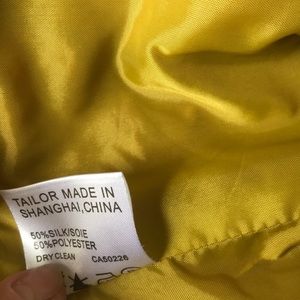 TAILOR MADE IN
SHANGHAI,CHINA
50%SILK/SOIE
50%POLYESTER
DRY CLEAN CA50226